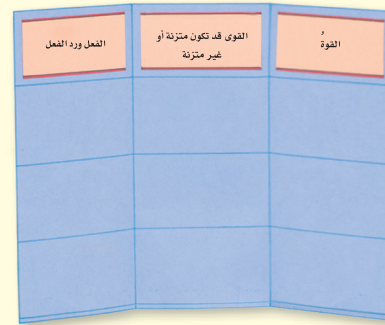 القوة
القوى قد تكون متزنة أو
غير متزنة
الفعل ورد الفعل